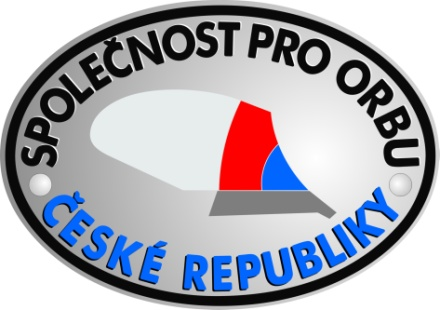 SPOLEČNOST PRO ORBU
ČESKÉ REPUBLIKY